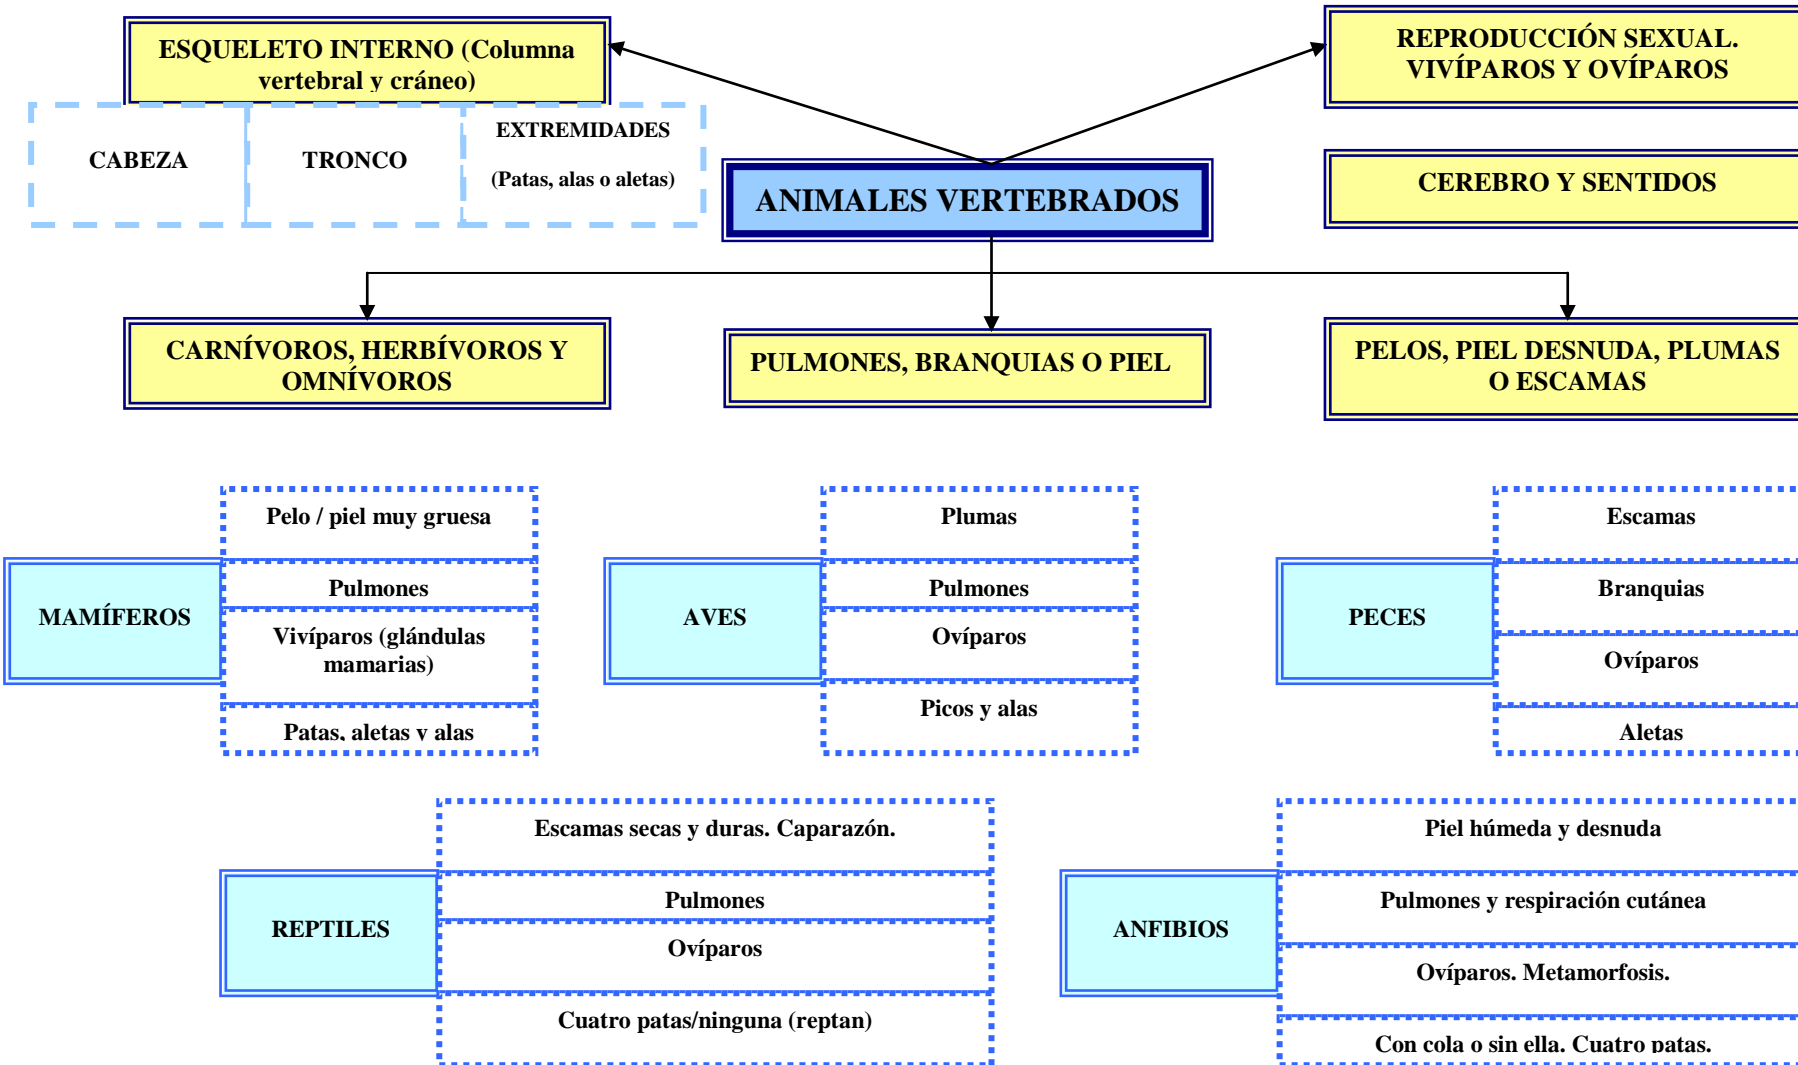 ESQUELETO INTERNO (Columna
vertebral y cráneo)
REPRODUCCIÓN SEXUAL.
VIVÍPAROS Y OVÍPAROS
CABEZA
TRONCO
EXTREMIDADES
(Patas, alas o aletas)
ANIMALES VERTEBRADOS
CEREBRO Y SENTIDOS
CARNÍVOROS, HERBÍVOROS Y
OMNÍVOROS
PULMONES, BRANQUIAS O PIEL
PELOS, PIEL DESNUDA, PLUMAS
O ESCAMAS
MAMÍFEROS
Pelo / piel muy gruesa
Pulmones
Vivíparos (glándulas
mamarias)
Patas, aletas y alas
AVES
Plumas
Pulmones
Ovíparos
Picos y alas
PECES
Escamas
Branquias
Ovíparos
Aletas
REPTILES
Escamas secas y duras. Caparazón.
Pulmones
Ovíparos
Cuatro patas/ninguna (reptan)
ANFIBIOS
Piel húmeda y desnuda
Pulmones y respiración cutánea
Ovíparos. Metamorfosis.
Con cola o sin ella. Cuatro patas.